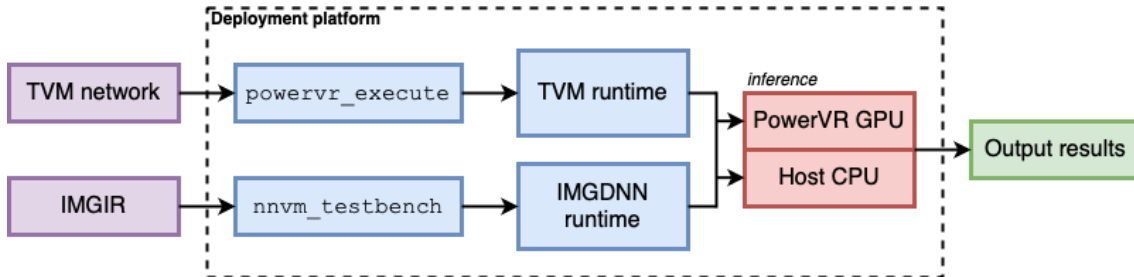 Deployment platform
TVM network
powervr_execute
TVM runtime
inference
PowerVR GPU
Host CPU
Output results
IMGIR
nnvm_testbench
IMGDNN
runtime